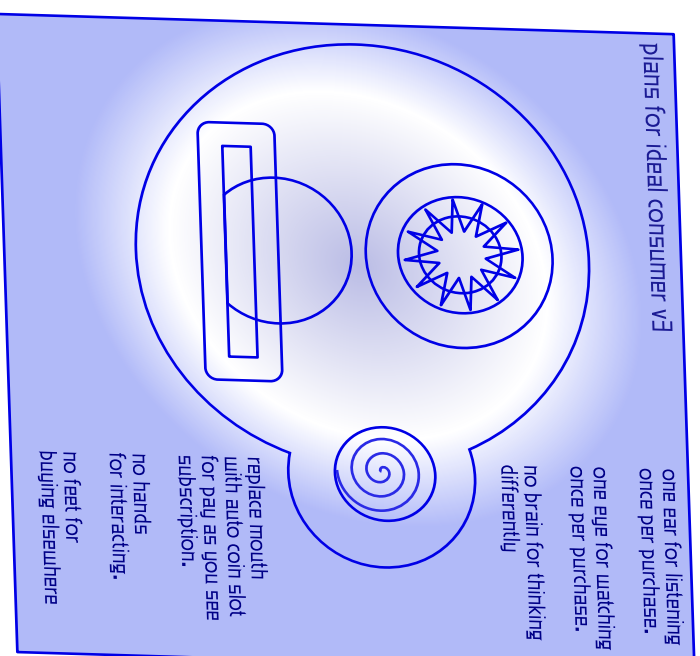 plans for ideal consumer v3
one ear for listening
once per purchase.
one eye for watching
once per purchase.
no brain for thinking
differently
replace mouth
with auto coin slot
for pay as you see
subscription.
no hands
for interacting.
no feet for
buying elsewhere